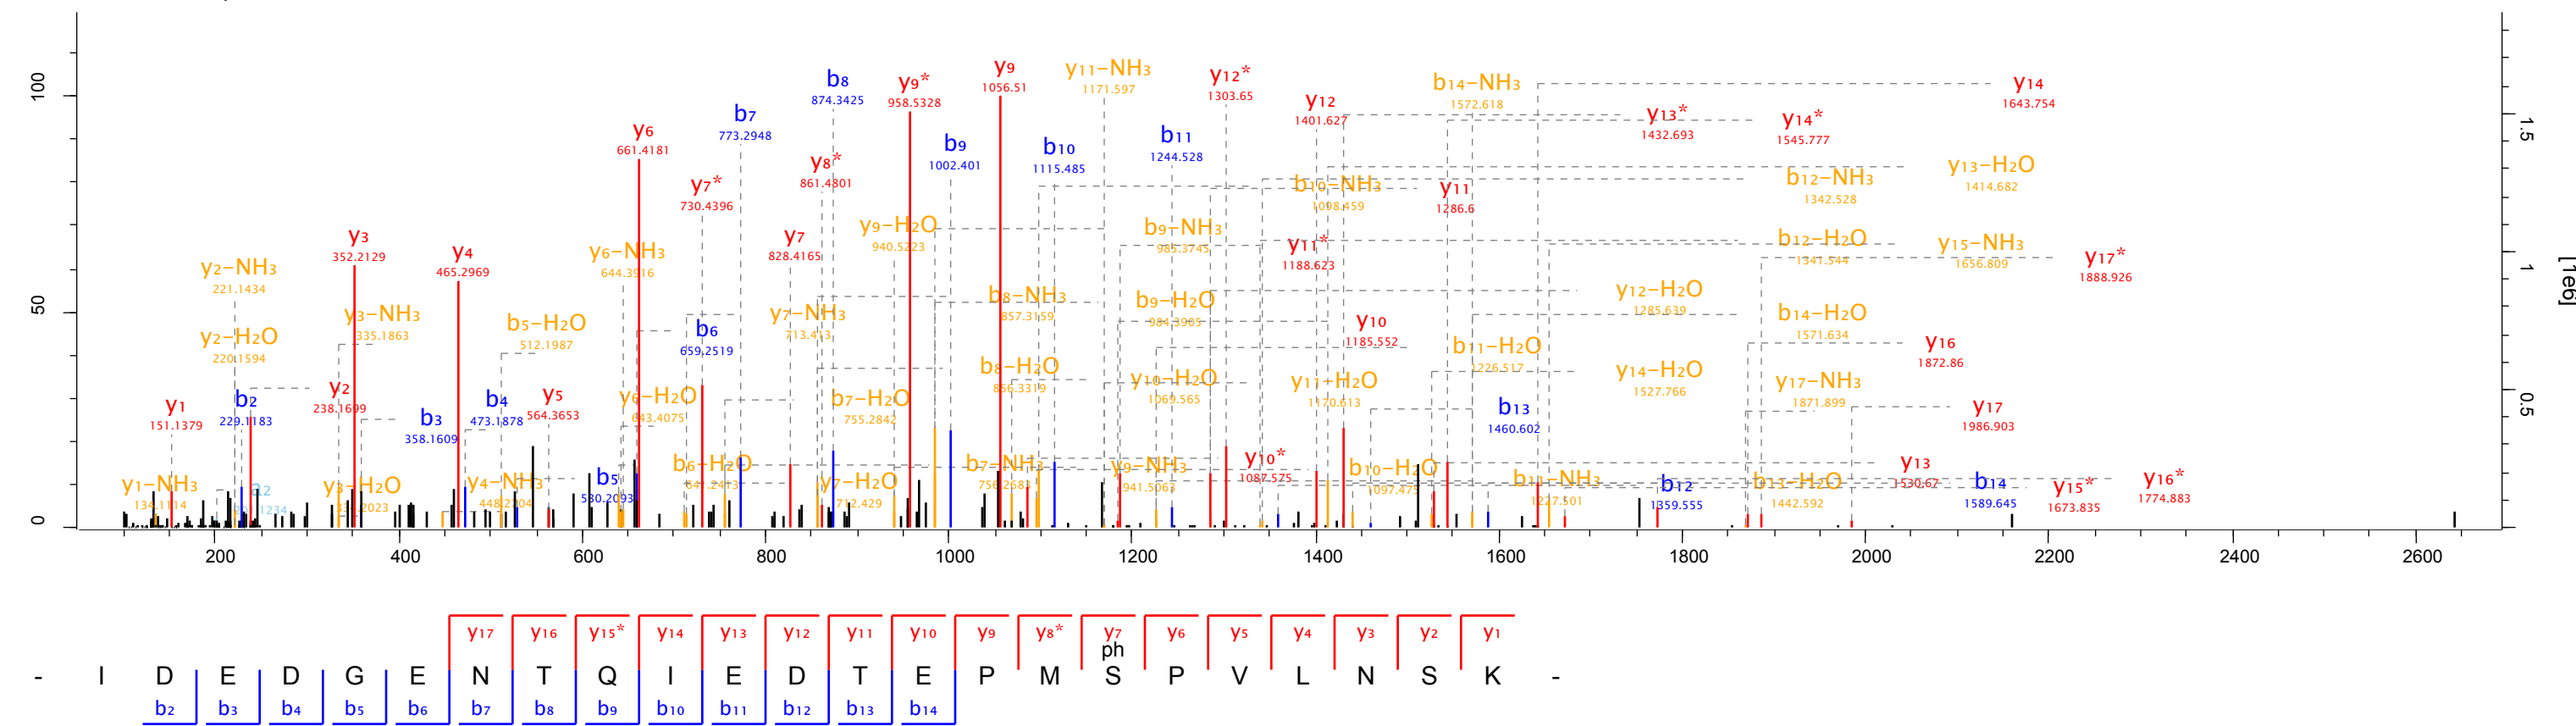 y₁₁−NH₃
1171.597
y₉
1056.51
b₈
874.3425
y₉*
958.5328
y₁₂*
1303.65
b₁₄−NH₃
1572.618
y₁₄
1643.754
100
y₁₂
1401.627
b₇
773.2948
y₁₃*
1432.693
y₁₄*
1545.777
1.5
y₆
661.4181
b₉
1002.401
b₁₀
1115.485
b₁₁
1244.528
y₈*
861.4801
y₁₃−H₂O
1414.682
y₇*
730.4396
b₁₀−NH₃
1098.459
y₁₁
1286.6
b₁₂−NH₃
1342.528
y₃
352.2129
y₄
465.2969
y₇
828.4165
y₉−H₂O
940.5223
b₉−NH₃
985.3745
y₁₁*
1188.623
b₁₂−H₂O
1341.544
y₁₅−NH₃
1656.809
y₁₇*
1888.926
y₂−NH₃
221.1434
y₆−NH₃
644.3916
1
[1e6]
b₈−NH₃
857.3159
b₉−H₂O
984.3905
y₁₂−H₂O
1285.639
50
y₃−NH₃
335.1863
b₅−H₂O
512.1987
y₇−NH₃
713.413
y₁₀
1185.552
b₁₄−H₂O
1571.634
y₂−H₂O
220.1594
b₆
659.2519
b₁₁−H₂O
1226.517
y₁₆
1872.86
b₈−H₂O
856.3319
y₁₀−H₂O
1069.565
y₁₁−H₂O
1170.613
y₁₄−H₂O
1527.766
y₁₇−NH₃
1871.899
y₁
151.1379
b₂
229.1183
y₂
238.1699
b₃
358.1609
b₄
473.1878
y₅
564.3653
y₆−H₂O
643.4075
b₇−H₂O
755.2842
b₁₃
1460.602
y₁₇
1986.903
0.5
y₁−NH₃
134.1114
a₂
y₃−H₂O
y₄−NH₃
b₅
530.2093
b₆−H₂O
641.2413
y₇−H₂O
712.429
b₇−NH₃
756.2683
y₉−NH₃
941.5063
y₁₀*
1087.575
b₁₀−H₂O
1097.475
b₁₁−NH₃
1227.501
b₁₂
1359.555
b₁₃−H₂O
1442.592
y₁₃
1530.67
b₁₄
1589.645
y₁₅*
1673.835
y₁₆*
1774.883
0
200 400 600 800 1000 1200 1400 1600 1800 2000 2200 2400 2600
y₁₇ y₁₆ y₁₅* y₁₄ y₁₃ y₁₂ y₁₁ y₁₀ y₉ y₈* y₇ y₆ y₅ y₄ y₃ y₂ y₁
ph
- I D E D G E N T Q I E D T E P M S P V L N S K -
b₂ b₃ b₄ b₅ b₆ b₇ b₈ b₉ b₁₀ b₁₁ b₁₂ b₁₃ b₁₄